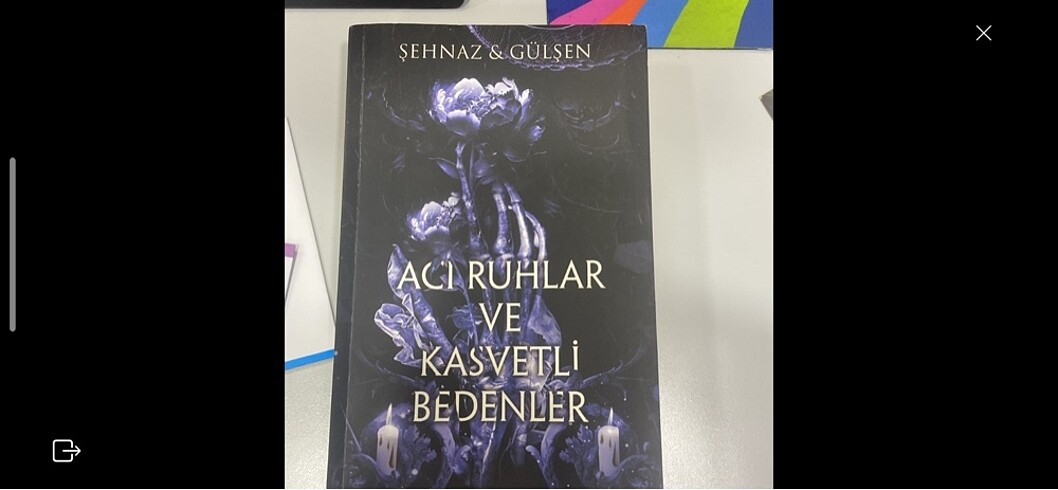 ŞEHNAZ & GÜLŞEN
ACI RUHLAR
VE
KASVETLİ
BEDENLER